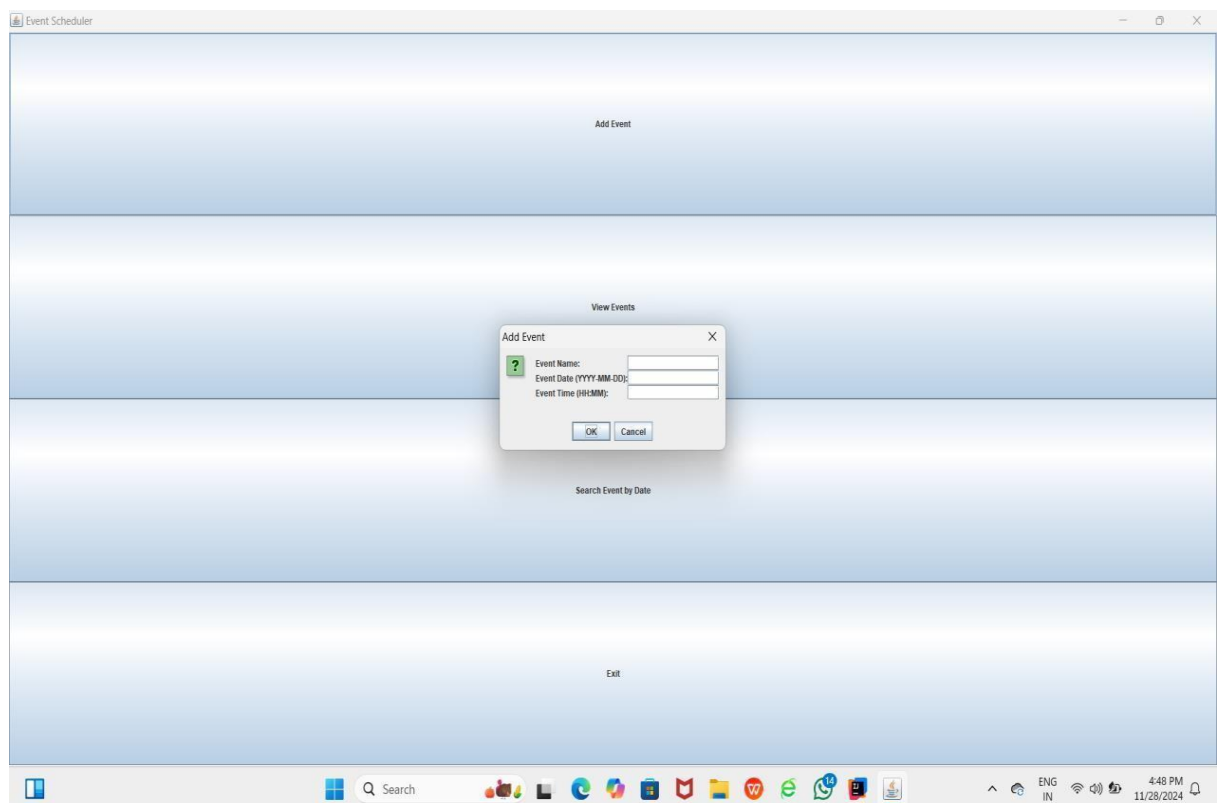 Event Scheduler
Add Event
View Events
Add Event
?
Event Name:
Event Date (YYYY-MM-DD):
Event Time (HH:MM):
OK
Cancel
Search Event by Date
Exit
Search
14
ENG
IN
4:48 PM
11/28/2024